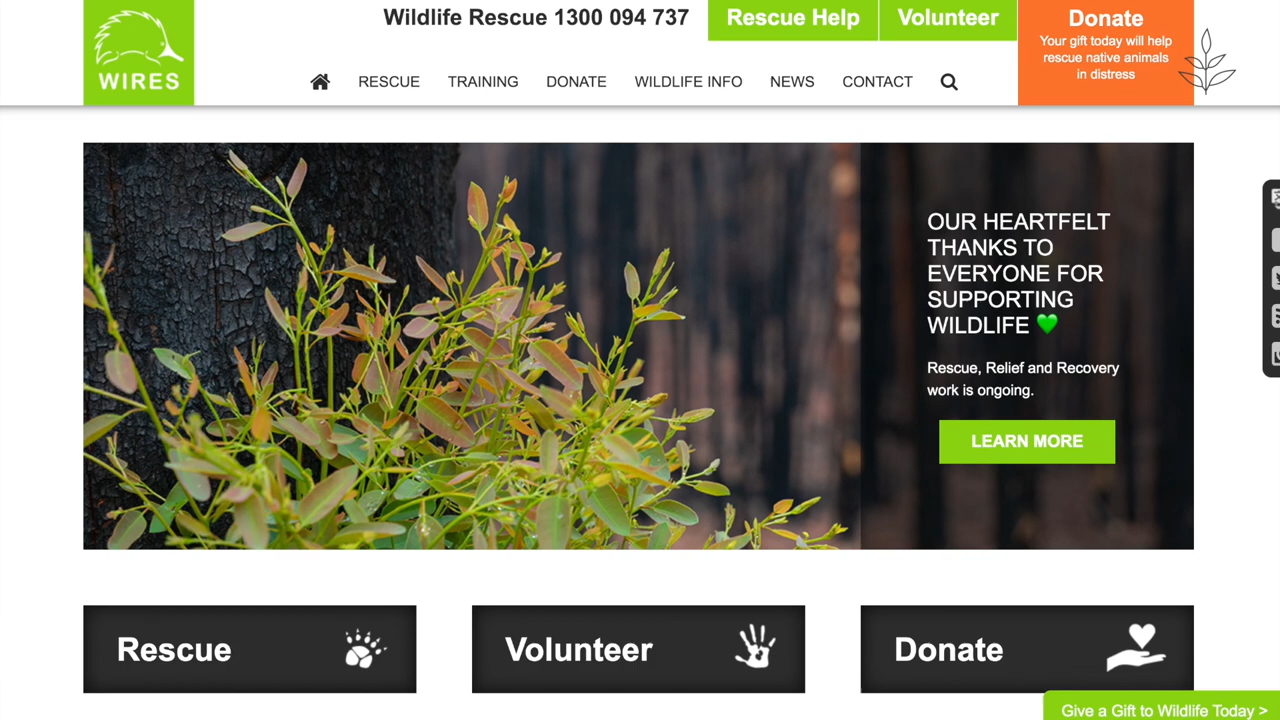 WIRES
Wildlife Rescue 1300 094 737
Rescue Help
Volunteer
Donate
Your gift today will help
rescue native animals
in distress
RESCUE
TRAINING
DONATE
WILDLIFE INFO
NEWS
CONTACT
OUR HEARTFELT
THANKS TO
EVERYONE FOR
SUPPORTING
WILDLIFE 💚
Rescue, Relief and Recovery
work is ongoing.
LEARN MORE
Rescue
Volunteer
Donate
Give a Gift to Wildlife Today >